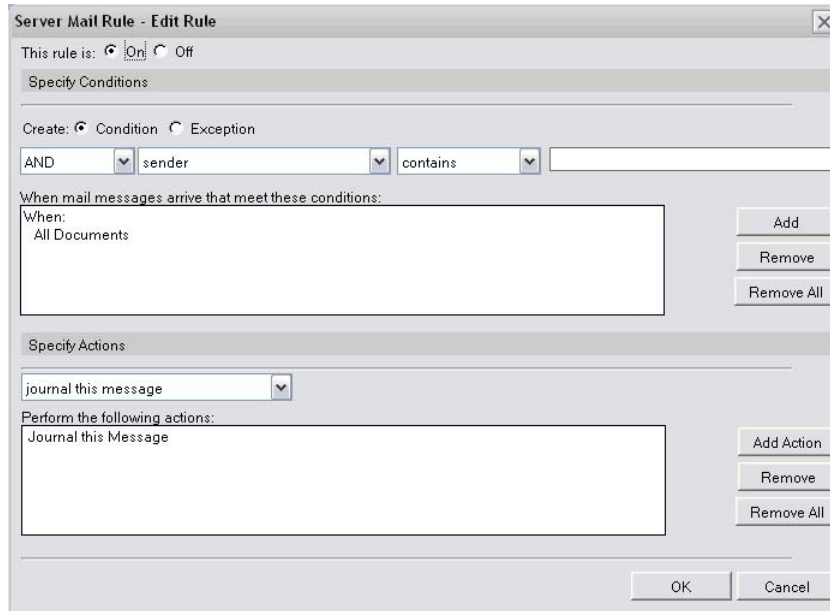 Server Mail Rule - Edit Rule
This rule is: On Off
Specify Conditions
Create: Condition Exception
AND sender contains
When mail messages arrive that meet these conditions:
When:
All Documents
Add
Remove
Remove All
Specify Actions
journal this message
Perform the following actions:
Journal this Message
Add Action
Remove
Remove All
OK Cancel